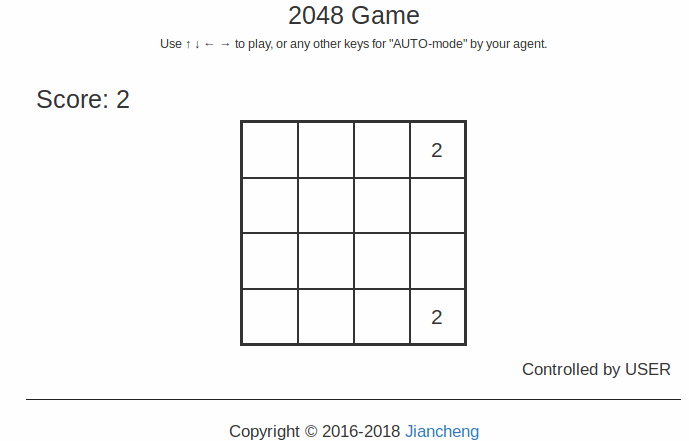 2048 Game
Use ↑ ↓ ← → to play, or any other keys for "AUTO-mode" by your agent.
Score: 2
2
2
Controlled by USER
Copyright © 2016-2018 Jiancheng